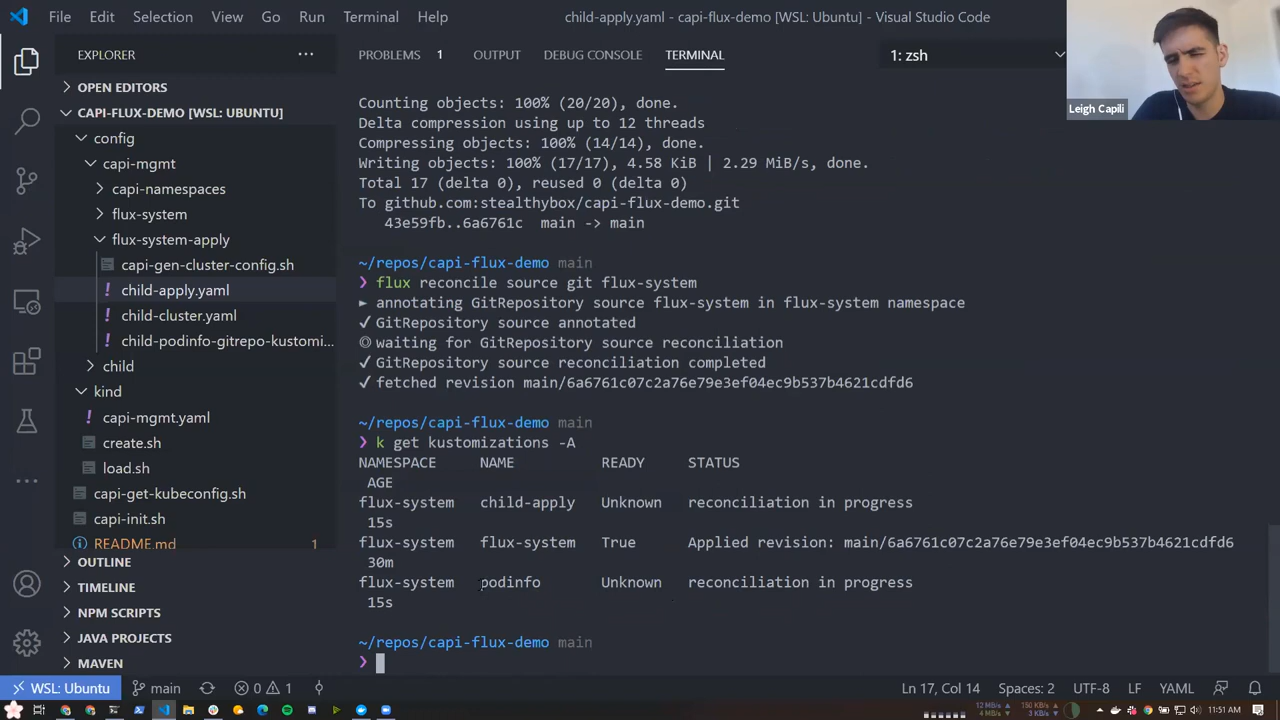 File Edit Selection View Go Run Terminal Help child-apply.yaml - capi-flux-demo [WSL: Ubuntu] - Visual Studio Code
EXPLORER
OPEN EDITORS
CAPI-FLUX-DEMO [WSL: UBUNTU]
config
capi-mgmt
capi-namespaces
flux-system
flux-system-apply
capi-gen-cluster-config.sh
! child-apply.yaml
! child-cluster.yaml
! child-podinfo-gitrepo-kustomi...
child
kind
! capi-mgmt.yaml
create.sh
load.sh
capi-get-kubeconfig.sh
capi-init.sh
README.md 1
OUTLINE
TIMELINE
NPM SCRIPTS
JAVA PROJECTS
MAVEN
PROBLEMS 1 OUTPUT DEBUG CONSOLE TERMINAL 1: zsh
Leigh Capili
Counting objects: 100% (20/20), done.
Delta compression using up to 12 threads
Compressing objects: 100% (14/14), done.
Writing objects: 100% (17/17), 4.58 KiB | 2.29 MiB/s, done.
Total 17 (delta 0), reused 0 (delta 0)
To github.com:stealthybox/capi-flux-demo.git
43e59fb..6a6761c main -> main
~/repos/capi-flux-demo main
❯ flux reconcile source git flux-system
► annotating GitRepository source flux-system in flux-system namespace
✓ GitRepository source annotated
◎ waiting for GitRepository source reconciliation
✓ GitRepository source reconciliation completed
✓ fetched revision main/6a6761c07c2a76e79e3ef04ec9b537b4621cdfd6
~/repos/capi-flux-demo main
❯ k get kustomizations -A
NAMESPACE NAME READY STATUS
AGE
flux-system child-apply Unknown reconciliation in progress
15s
flux-system flux-system True Applied revision: main/6a6761c07c2a76e79e3ef04ec9b537b4621cdfd6
30m
flux-system podinfo Unknown reconciliation in progress
15s
~/repos/capi-flux-demo main
❯
WSL: Ubuntu main 0 1 Ln 17, Col 14 Spaces: 2 UTF-8 LF YAML
12 MB/s 150 KB/s
4 MB/s 3 KB/s
11:51 AM